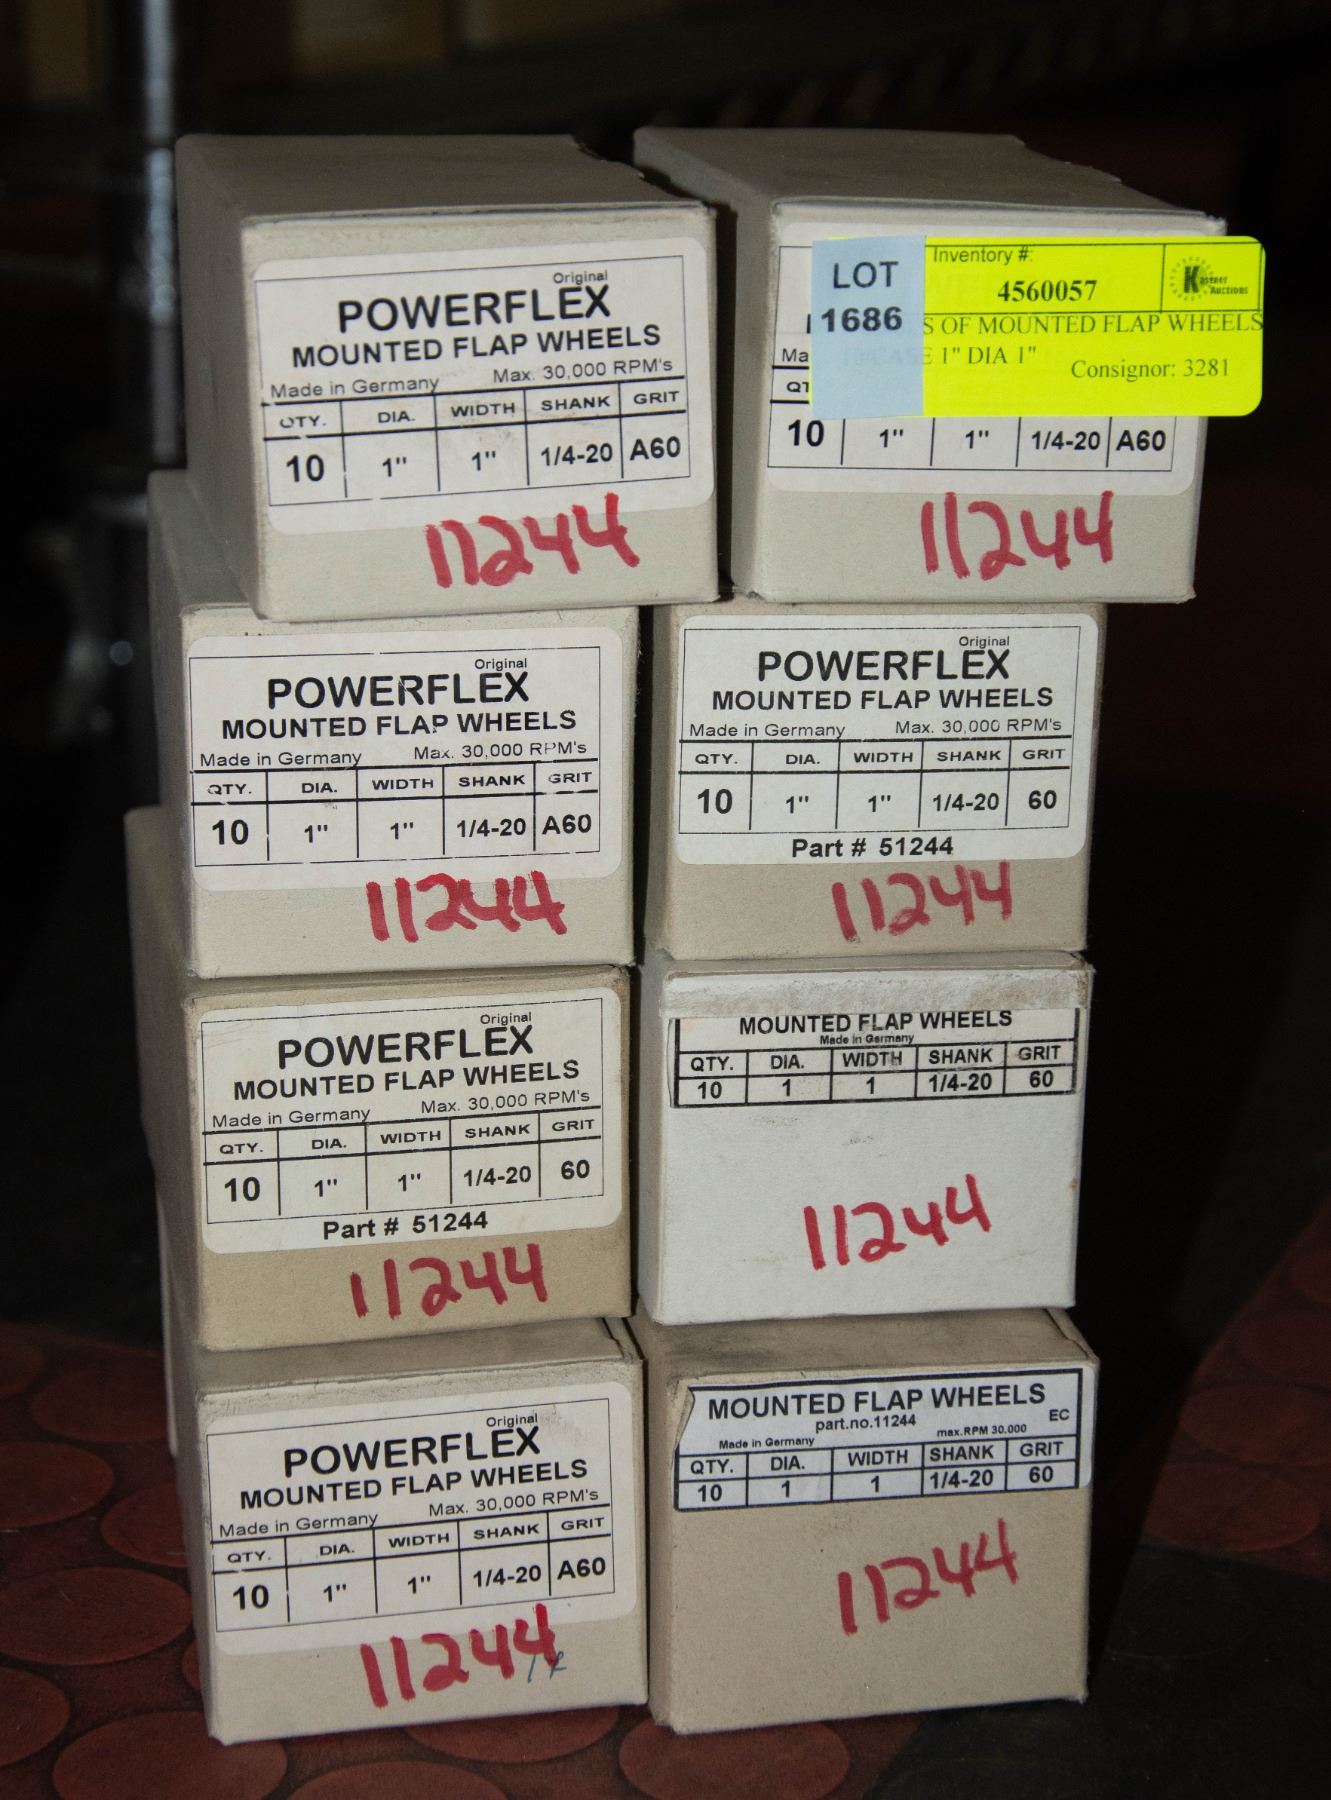 Original
POWERFLEX
MOUNTED FLAP WHEELS
Made in Germany Max. 30,000 RPM's
QTY. DIA. WIDTH SHANK GRIT
10 1" 1" 1/4-20 A60
11244
LOT
1686
Inventory #:
4560057
Kastner
Auctions
S OF MOUNTED FLAP WHEELS
E 1" DIA 1"
Consignor: 3281
Ma
QT
10 1" 1" 1/4-20 A60
11244
Original
POWERFLEX
MOUNTED FLAP WHEELS
Made in Germany Max. 30,000 RPM's
QTY. DIA. WIDTH SHANK GRIT
10 1" 1" 1/4-20 A60
11244
Original
POWERFLEX
MOUNTED FLAP WHEELS
Made in Germany Max. 30,000 RPM's
QTY. DIA. WIDTH SHANK GRIT
10 1" 1" 1/4-20 60
Part # 51244
11244
Original
POWERFLEX
MOUNTED FLAP WHEELS
Made in Germany Max. 30,000 RPM's
QTY. DIA. WIDTH SHANK GRIT
10 1" 1" 1/4-20 60
Part # 51244
11244
MOUNTED FLAP WHEELS
Made in Germany
QTY. DIA. WIDTH SHANK GRIT
10 1 1 1/4-20 60
11244
Original
POWERFLEX
MOUNTED FLAP WHEELS
Made in Germany Max. 30,000 RPM's
QTY. DIA. WIDTH SHANK GRIT
10 1" 1" 1/4-20 A60
11244
MOUNTED FLAP WHEELS
part.no.11244 EC
Made in Germany max.RPM 30.000
QTY. DIA. WIDTH SHANK GRIT
10 1 1 1/4-20 60
11244